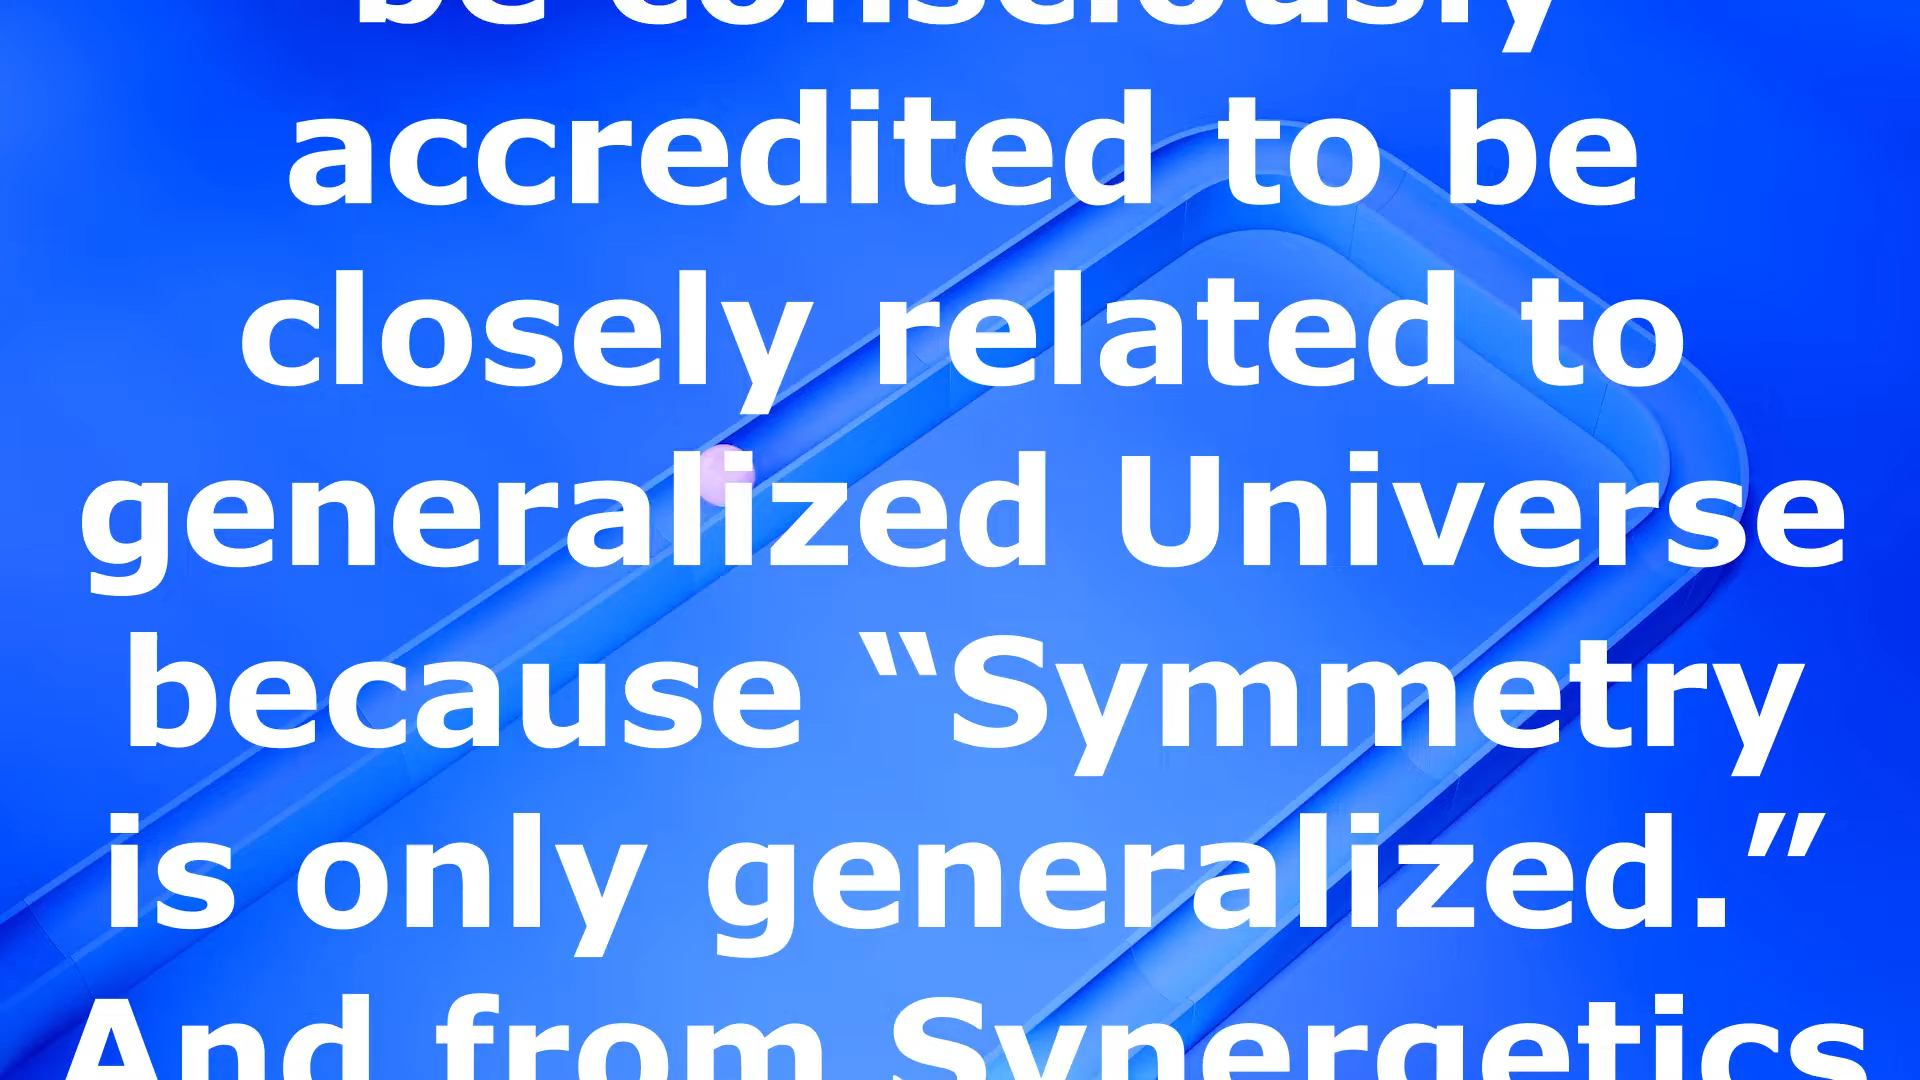 be consciously
accredited to be
closely related to
generalized Universe
because “Symmetry
is only generalized.”
And from Synergetics